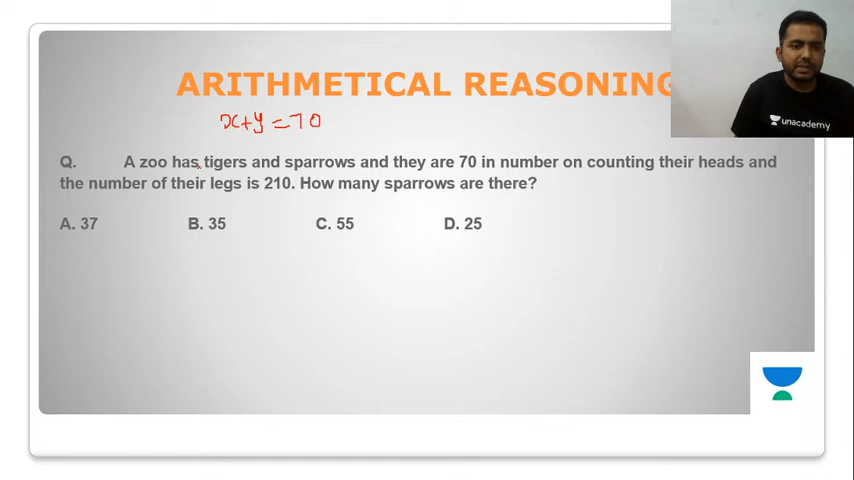 ARITHMETICAL REASONING
x+y=70
Q. A zoo has tigers and sparrows and they are 70 in number on counting their heads and
the number of their legs is 210. How many sparrows are there?
A. 37 B. 35 C. 55 D. 25
unacademy